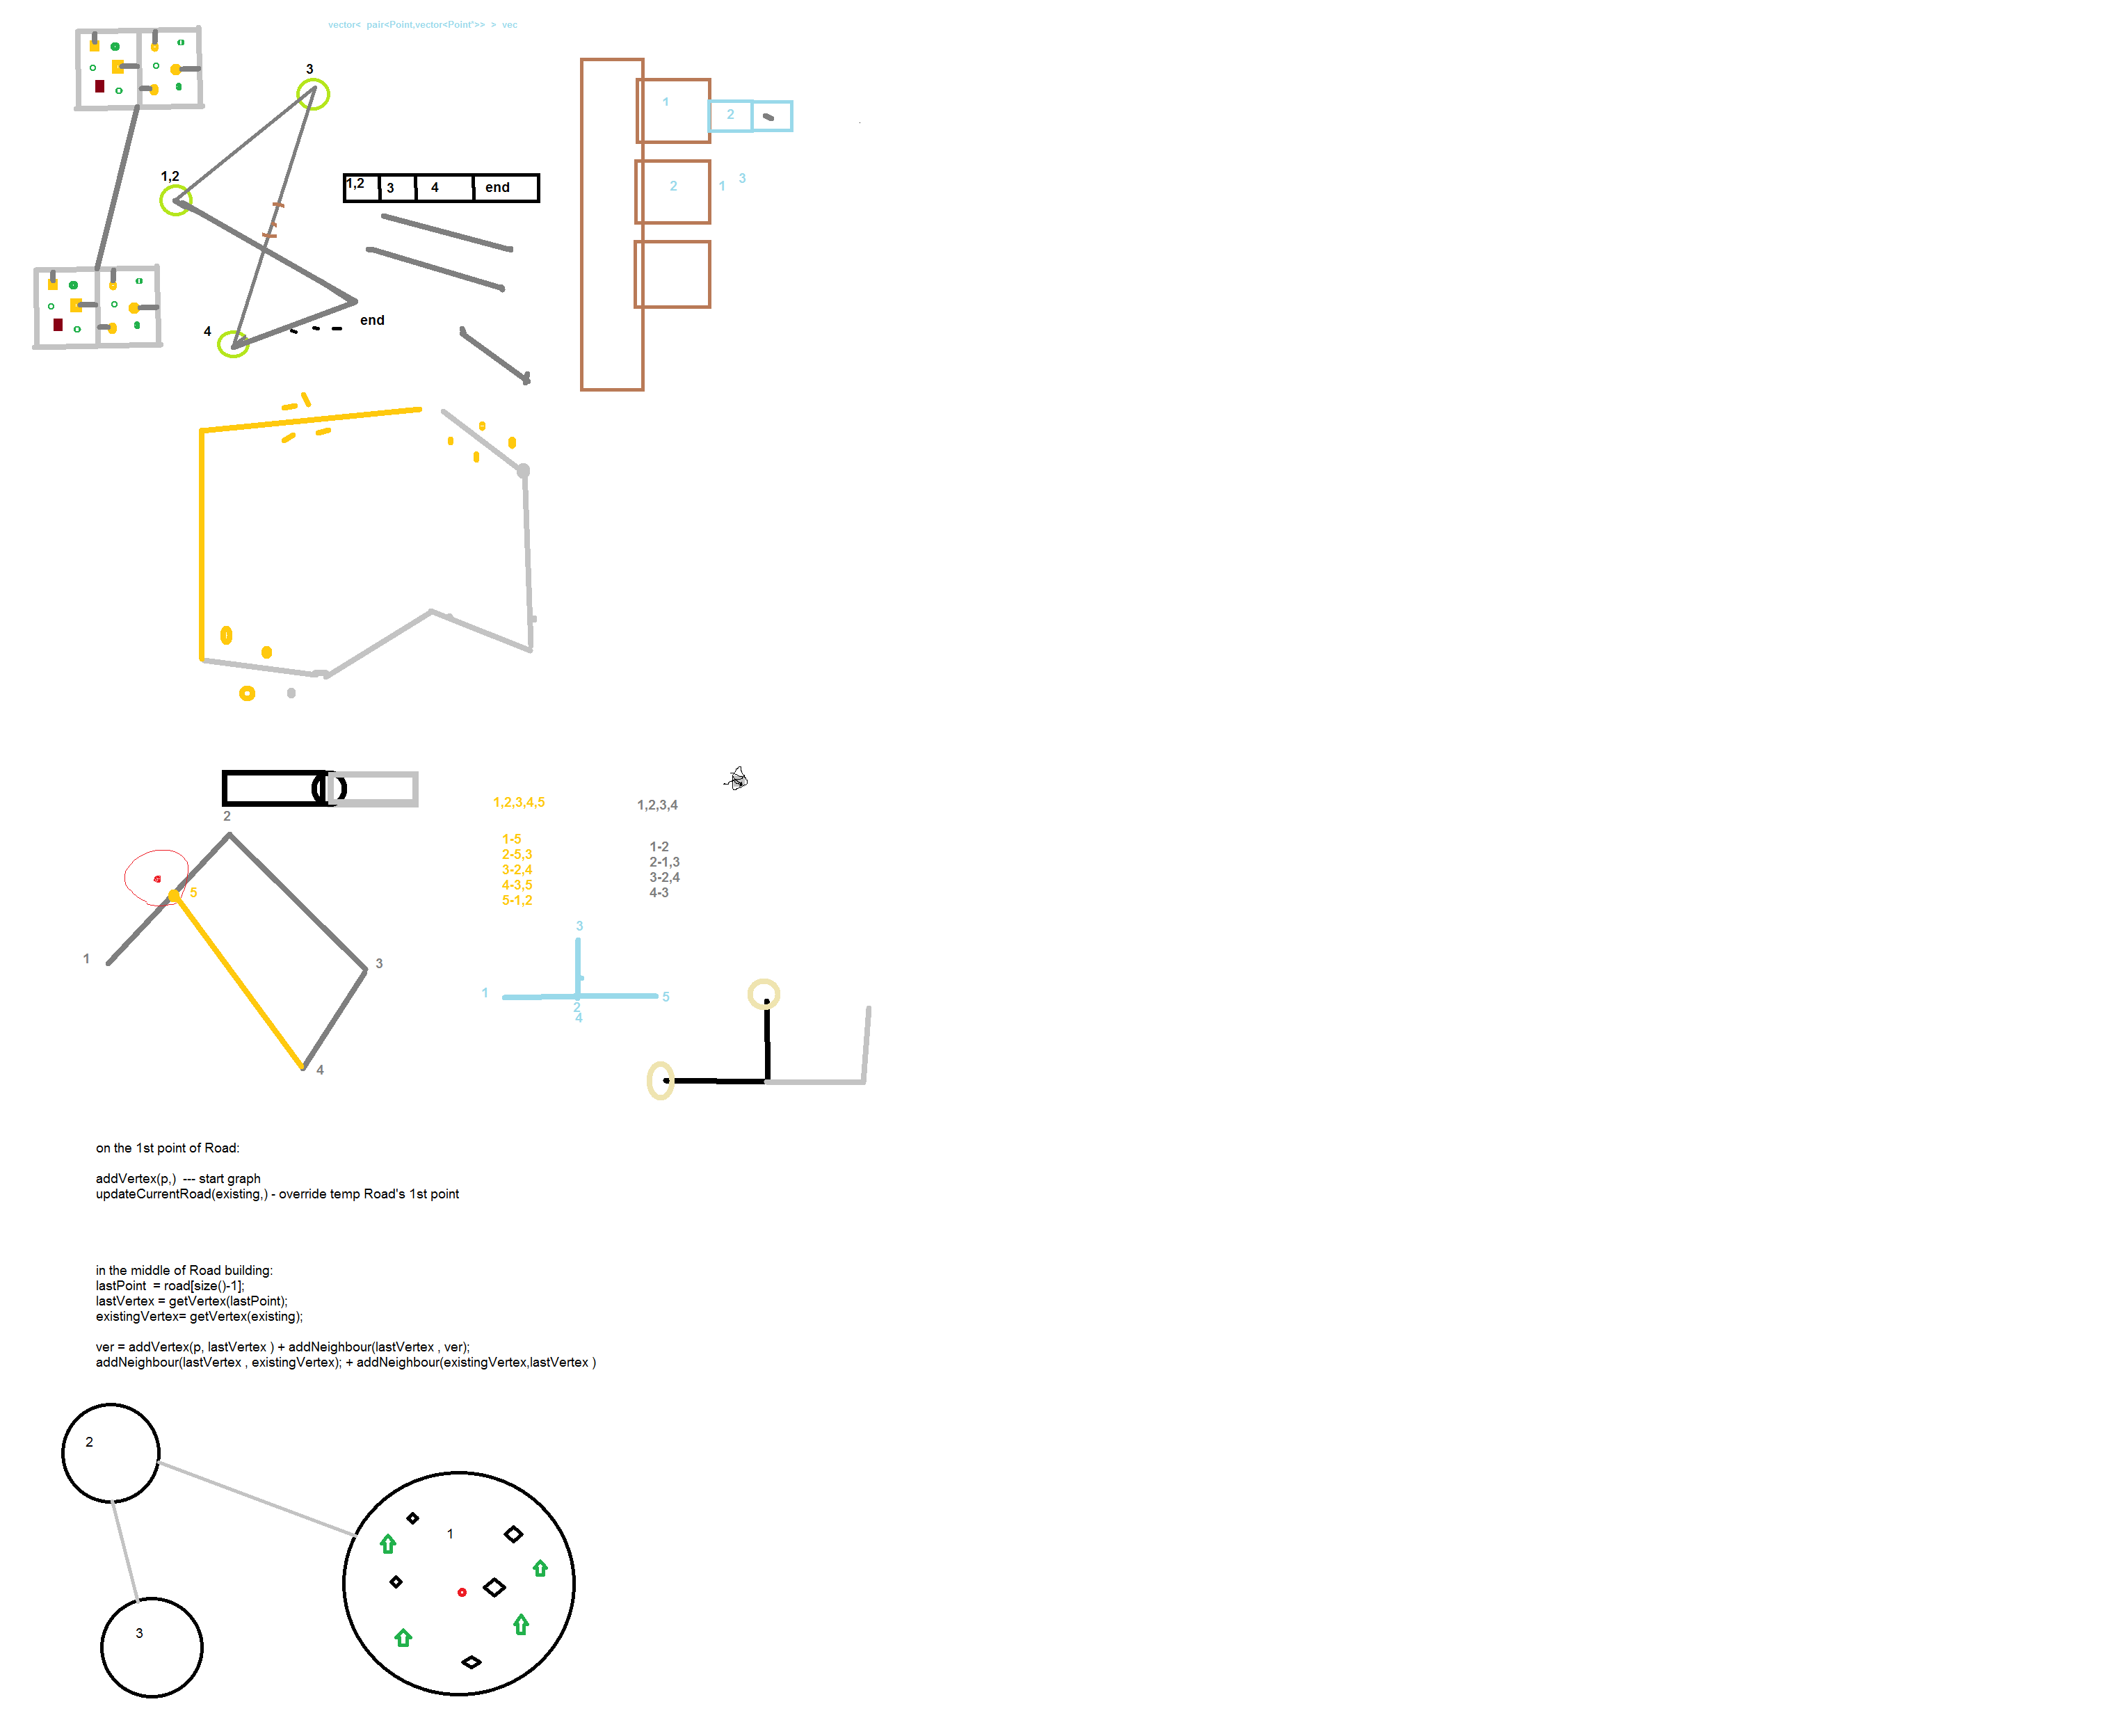 vector<  pair<Point,vector<Point*>>  >  vec
3
1,2
4
end
1,2 3 4 end
1 2
2 1 3
1,2,3,4,5
1-5
2-5,3
3-2,4
4-3,5
5-1,2
1,2,3,4
1-2
2-1,3
3-2,4
4-3
2
5
1
3
4
3
1
5
2
4
on the 1st point of Road:
addVertex(p,)  --- start graph
updateCurrentRoad(existing,) - override temp Road's 1st point
in the middle of Road building:
lastPoint  = road[size()-1];
lastVertex = getVertex(lastPoint);
existingVertex= getVertex(existing);
ver = addVertex(p, lastVertex ) + addNeighbour(lastVertex , ver);
addNeighbour(lastVertex , existingVertex); + addNeighbour(existingVertex,lastVertex )
2
1
3